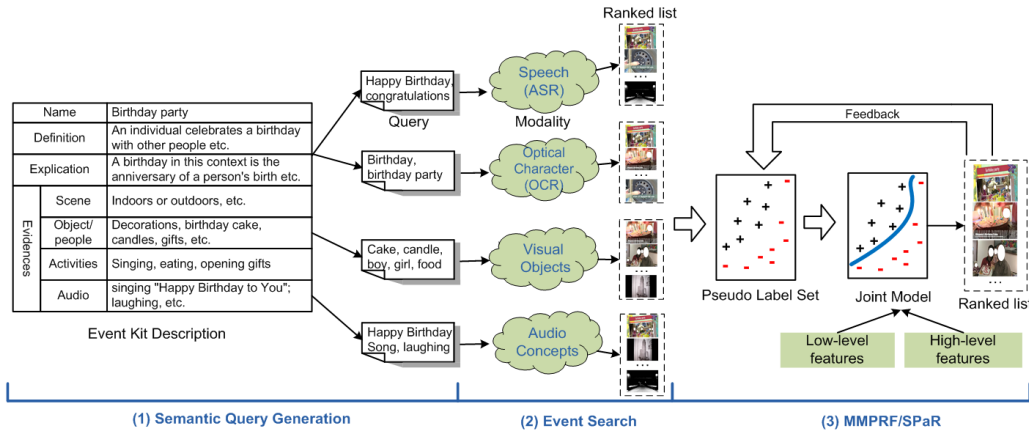 Ranked list
Name
Birthday party
Definition
An individual celebrates a birthday
with other people etc.
Explication
A birthday in this context is the
anniversary of a person's birth etc.
Evidences
Scene
Indoors or outdoors, etc.
Object/
people
Decorations, birthday cake,
candles, gifts, etc.
Activities
Singing, eating, opening gifts
Audio
singing "Happy Birthday to You";
laughing, etc.
Event Kit Description
Happy Birthday,
congratulations
Query
Birthday,
birthday party
Cake, candle,
boy, girl, food
Happy Birthday
Song, laughing
Speech
(ASR)
Modality
Optical
Character
(OCR)
Visual
Objects
Audio
Concepts
...
...
...
...
Feedback
Pseudo Label Set
Joint Model
...
Ranked list
Low-level
features
High-level
features
(1) Semantic Query Generation
(2) Event Search
(3) MMPRF/SPaR